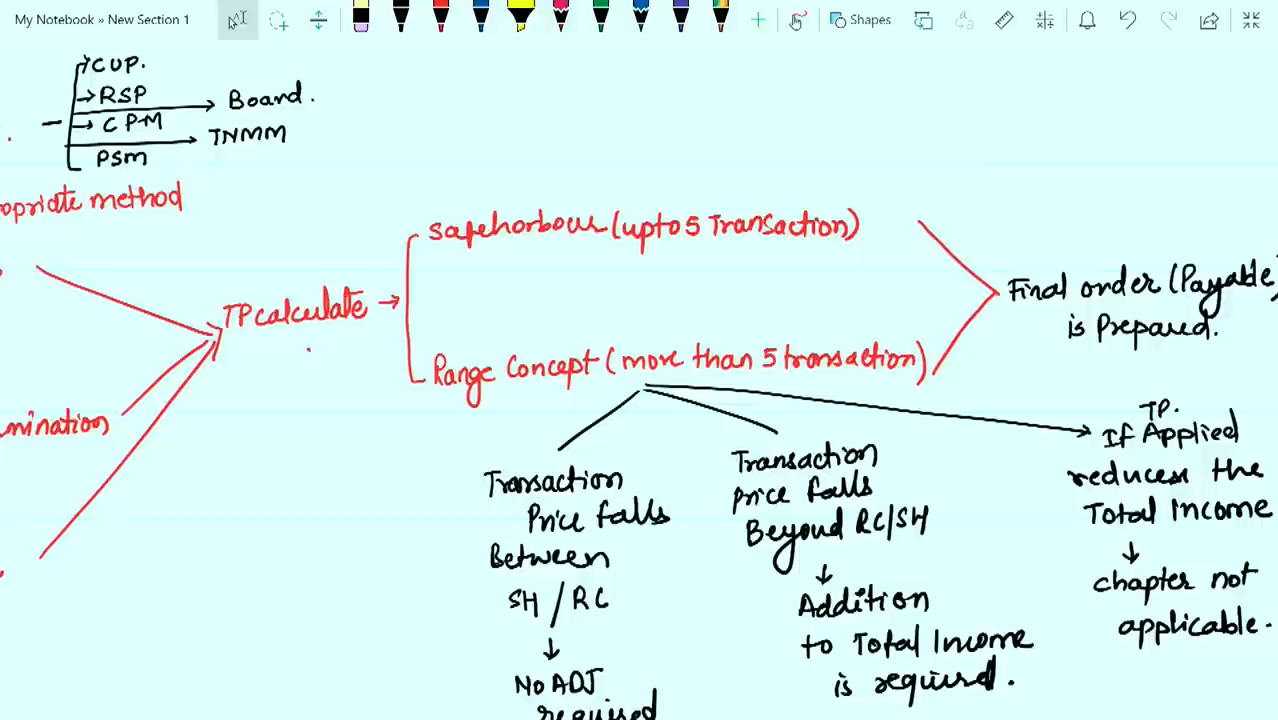 My Notebook » New Section 1
Shapes
CUP.
RSP
Board.
CPM
TNMM
PSM
opriate method
Safehorbour (upto 5 Transaction)
TP calculate
Final order (Payable)
is Prepared.
Range Concept (more than 5 transaction)
mination
Transaction
Price falls
Between
SH / RC
No ADJ
required
Transaction
Price falls
Beyond RC/SH
Addition
to Total Income
is required.
TP.
If Applied
reduces the
Total Income
chapter not
applicable.